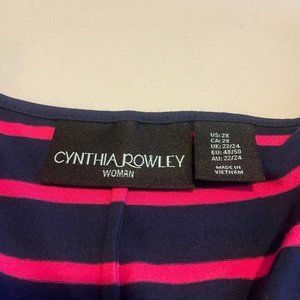 CYNTHIA ROWLEY
WOMAN
US: 2X
CA: 2X
UK: 22/24
EU: 48/50
AU: 22/24
MADE IN
VIETNAM